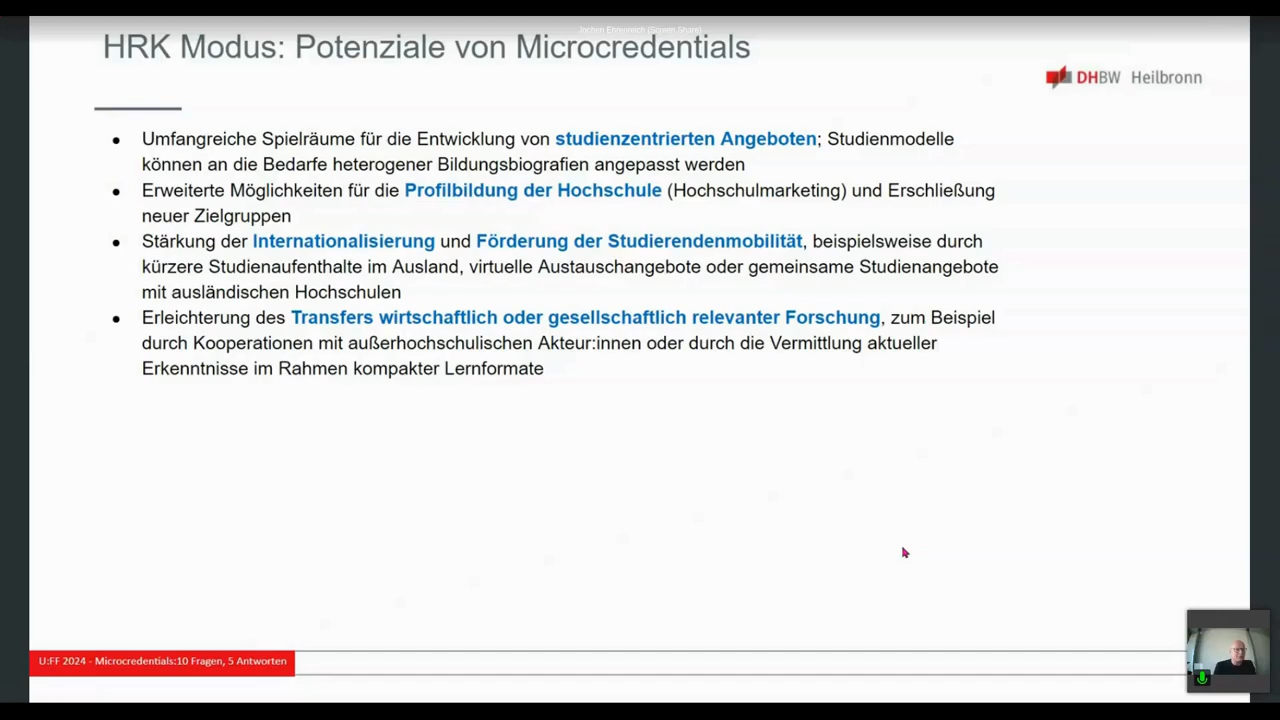 Jochen Ehrenreich (Screen Share)
HRK Modus: Potenziale von Microcredentials
DHBW Heilbronn
• Umfangreiche Spielräume für die Entwicklung von studienzentrierten Angeboten; Studienmodelle
können an die Bedarfe heterogener Bildungsbiografien angepasst werden
• Erweiterte Möglichkeiten für die Profilbildung der Hochschule (Hochschulmarketing) und Erschließung
neuer Zielgruppen
• Stärkung der Internationalisierung und Förderung der Studierendenmobilität, beispielsweise durch
kürzere Studienaufenthalte im Ausland, virtuelle Austauschangebote oder gemeinsame Studienangebote
mit ausländischen Hochschulen
• Erleichterung des Transfers wirtschaftlich oder gesellschaftlich relevanter Forschung, zum Beispiel
durch Kooperationen mit außerhochschulischen Akteur:innen oder durch die Vermittlung aktueller
Erkenntnisse im Rahmen kompakter Lernformate
U:FF 2024 - Microcredentials:10 Fragen, 5 Antworten